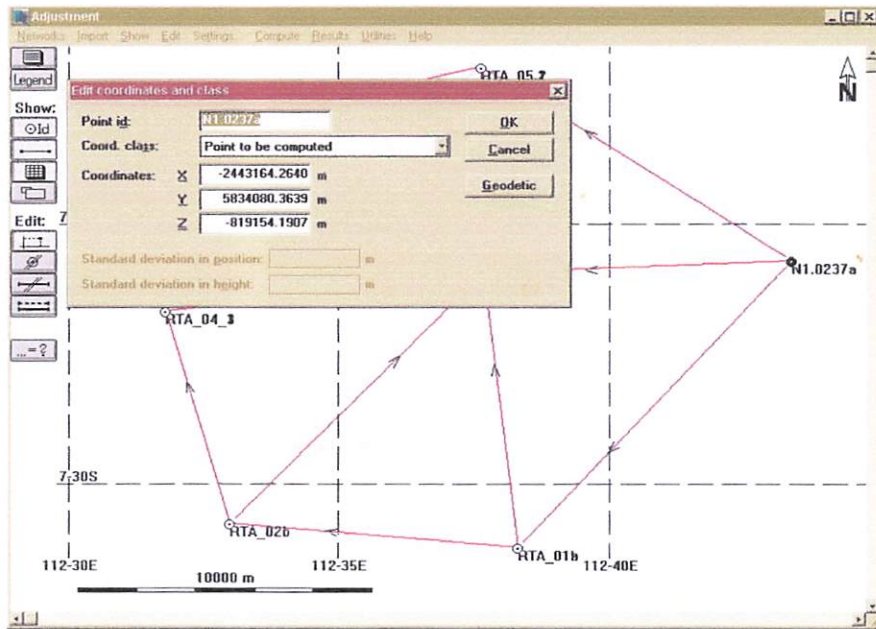 Adjustment
Networks Import Show Edit Settings Compute Results Utilities Help
Legend
Show:
Id
Edit:
...=?
Edit coordinates and class
Point id: N1.0237a
Coord. class: Point to be computed
Coordinates: X -2443164.2640 m
Y 5834080.3639 m
Z -819154.1907 m
Standard deviation in position: m
Standard deviation in height: m
OK
Cancel
Geodetic
N
7
N1.0237a
7-30S
RTA_02b
RTA_01b
112-30E 112-35E 112-40E
10000 m